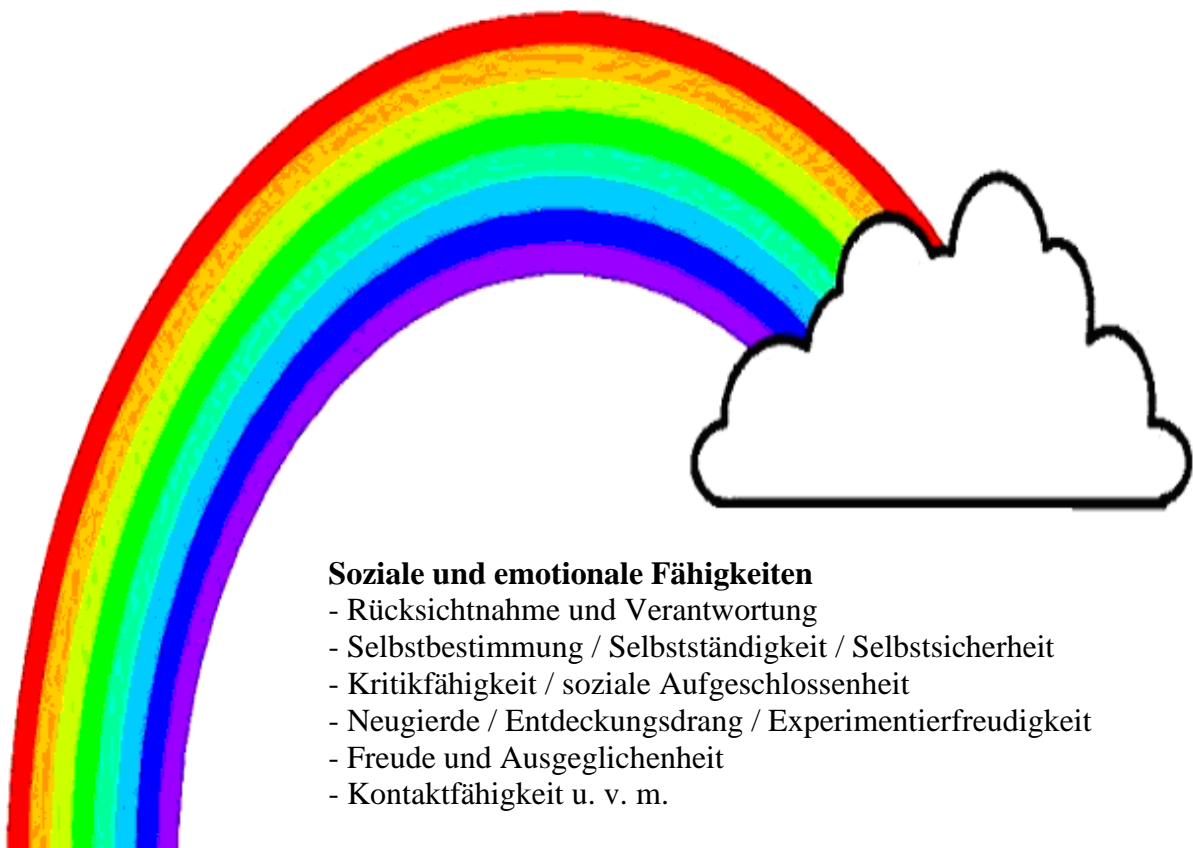 Soziale und emotionale Fähigkeiten
- Rücksichtnahme und Verantwortung
- Selbstbestimmung / Selbstständigkeit / Selbstsicherheit
- Kritikfähigkeit / soziale Aufgeschlossenheit
- Neugierde / Entdeckungsdrang / Experimentierfreudigkeit
- Freude und Ausgeglichenheit
- Kontaktfähigkeit u. v. m.